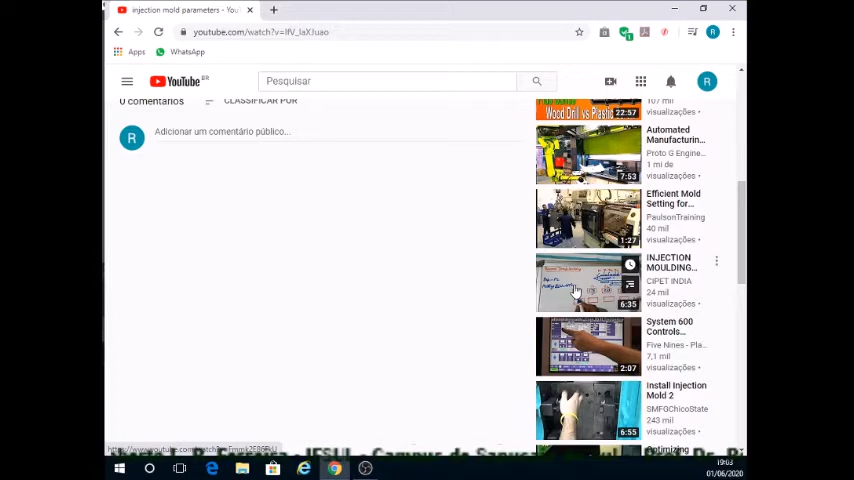 injection mold parameters - You
youtube.com/watch?v=IfV_IaXJuao
Apps
WhatsApp
YouTube BR
Pesquisar
R
0 comentários
CLASSIFICAR POR
R
Adicionar um comentário público...
Wood Drill vs Plastic
22:57
107 mil
visualizações •
Automated
Manufacturin...
Proto G Engine...
1 mi de
visualizações •
7:53
Efficient Mold
Setting for...
PaulsonTraining
40 mil
visualizações •
1:27
INJECTION
MOULDING...
CIPET INDIA
24 mil
visualizações •
6:35
System 600
Controls...
Five Nines - Pla...
7,1 mil
visualizações •
2:07
Install Injection
Mold 2
SMFGChicoState
243 mil
visualizações •
6:55
Optimizing
19:03
01/06/2020